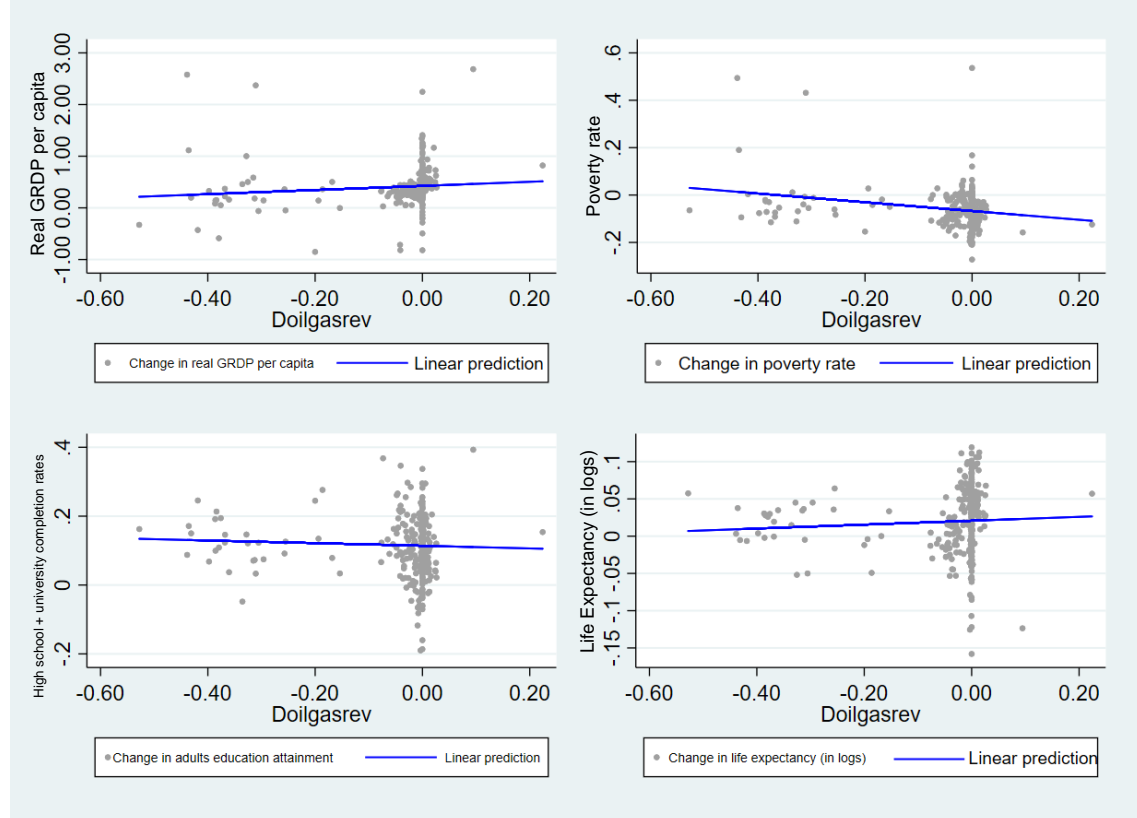 Real GRDP per capita
3.00
2.00
1.00
0.00
-1.00
-0.60 -0.40 -0.20 0.00 0.20
Doilgasrev
Change in real GRDP per capita Linear prediction
Poverty rate
.6
.4
.2
0
-.2
-0.60 -0.40 -0.20 0.00 0.20
Doilgasrev
Change in poverty rate Linear prediction
High school + university completion rates
.4
.2
0
-.2
-0.60 -0.40 -0.20 0.00 0.20
Doilgasrev
Change in adults education attainment Linear prediction
Life Expectancy (in logs)
.1
.05
0
-.05
-.1
-.15
-0.60 -0.40 -0.20 0.00 0.20
Doilgasrev
Change in life expectancy (in logs) Linear prediction